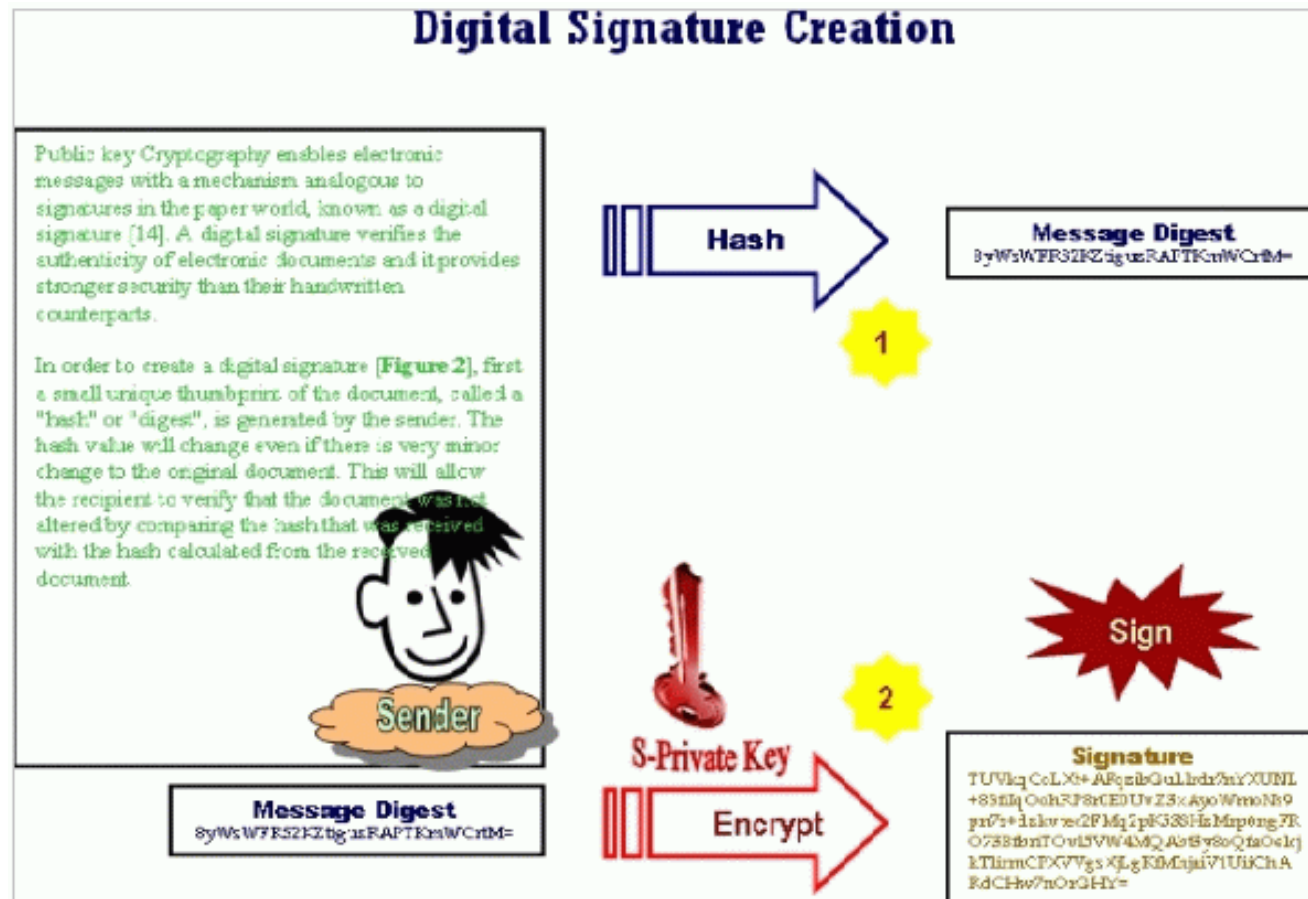 Digital Signature Creation
Public key Cryptography enables electronic
messages with a mechanism analogous to
signatures in the paper world, known as a digital
signature [14]. A digital signature verifies the
authenticity of electronic documents and it provides
stronger security than their handwritten
counterparts.
In order to create a digital signature [Figure 2], first
a small unique thumbprint of the document, called a
"hash" or "digest", is generated by the sender. The
hash value will change even if there is very minor
change to the original document. This will allow
the recipient to verify that the document was not
altered by comparing the hash that was received
with the hash calculated from the received
document.
Sender
Hash
1
Message Digest
Message Digest
S-Private Key
Encrypt
2
Sign
Signature